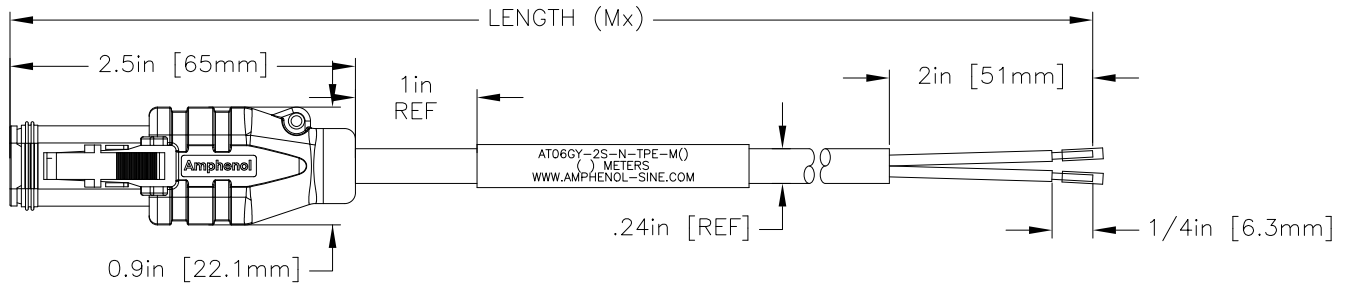 LENGTH (Mx)
2.5in [65mm]
1in
REF
2in [51mm]
Amphenol
AT06GY-2S-N-TPE-M()
( ) METERS
WWW.AMPHENOL-SINE.COM
.24in [REF]
1/4in [6.3mm]
0.9in [22.1mm]